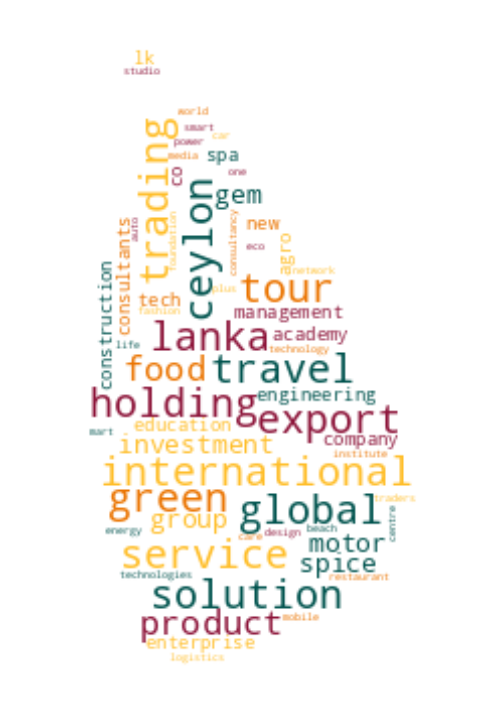 lk
studio
world
smart
car
power
media
spa
one
trading
co
gem
ceylon
new
auto
foundation
consultancy
consultants
eco
agro
network
construction
plus
tour
tech
fashion
management
lanka
academy
life
technology
food
travel
holding
engineering
export
mart
education
company
investment
institute
international
green
global
traders
group
energy
beach
centre
care
design
motor
service
spice
technologies
restaurant
solution
product
mobile
enterprise
logistics